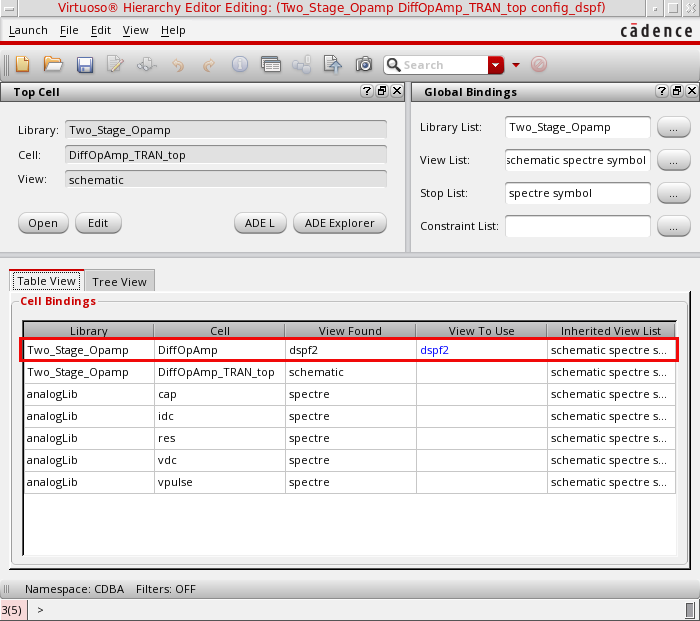 Virtuoso® Hierarchy Editor Editing: (Two_Stage_Opamp DiffOpAmp_TRAN_top config_dspf)
Launch File Edit View Help
cādence
Search
Top Cell
Library: Two_Stage_Opamp
Cell: DiffOpAmp_TRAN_top
View: schematic
Open Edit ADE L ADE Explorer
Global Bindings
Library List: Two_Stage_Opamp ...
View List: schematic spectre symbol ...
Stop List: spectre symbol ...
Constraint List: ...
Table View Tree View
Cell Bindings
Library Cell View Found View To Use Inherited View List
Two_Stage_Opamp DiffOpAmp dspf2 dspf2 schematic spectre s...
Two_Stage_Opamp DiffOpAmp_TRAN_top schematic schematic spectre s...
analogLib cap spectre schematic spectre s...
analogLib idc spectre schematic spectre s...
analogLib res spectre schematic spectre s...
analogLib vdc spectre schematic spectre s...
analogLib vpulse spectre schematic spectre s...
Namespace: CDBA Filters: OFF
3(5) >